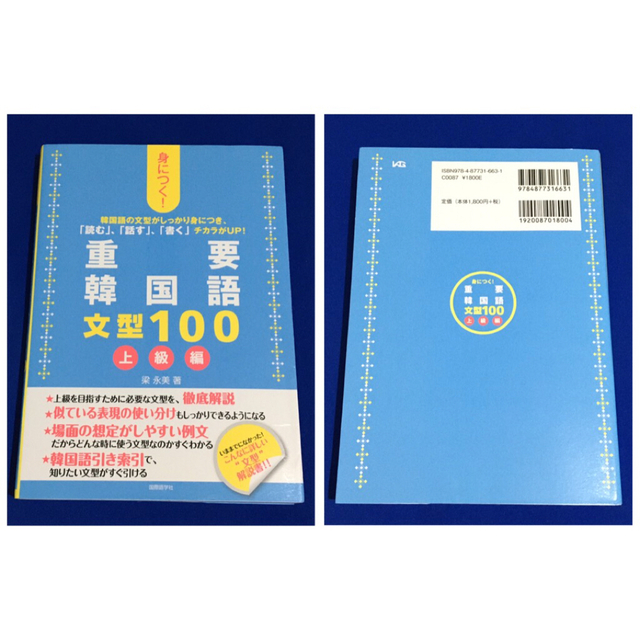 身につく!
韓国語の文型がしっかり身につき、
「読む」、「話す」、「書く」チカラがUP!
重要
韓国語
文型100
上級編
梁 永美 著
★上級を目指すために必要な文型を、徹底解説
★似ている表現の使い分けもしっかりできるようになる
★場面の想定がしやすい例文
だからどんな時に使う文型なのかすぐわかる
★韓国語引き索引で、
知りたい文型がすぐ引ける
いままでになかった!
こんなに詳しい
"文型"
解説書!!
国際語学社
ISBN978-4-87731-663-1
C0087 ¥1800E
定価（本体1,800円+税）
9784877316631
1920087018004
身につく!
重要
韓国語
文型100
上級編